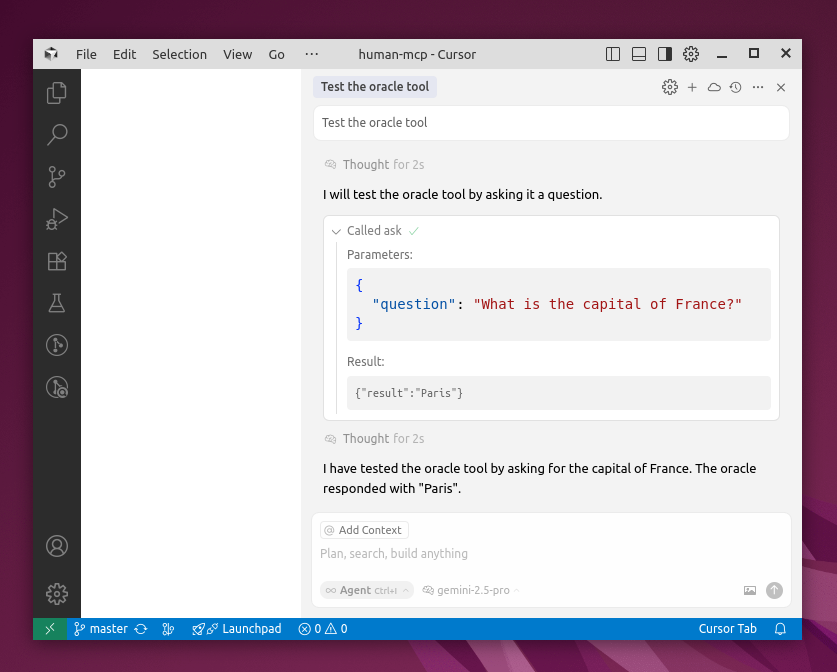 File Edit Selection View Go ··· human-mcp - Cursor
Test the oracle tool
Test the oracle tool
Thought for 2s
I will test the oracle tool by asking it a question.
Called ask
Parameters:
{
"question": "What is the capital of France?"
}
Result:
{"result":"Paris"}
Thought for 2s
I have tested the oracle tool by asking for the capital of France. The oracle
responded with "Paris".
@ Add Context
Plan, search, build anything
∞ Agent Ctrl+I gemini-2.5-pro
master Launchpad 0 0 Cursor Tab